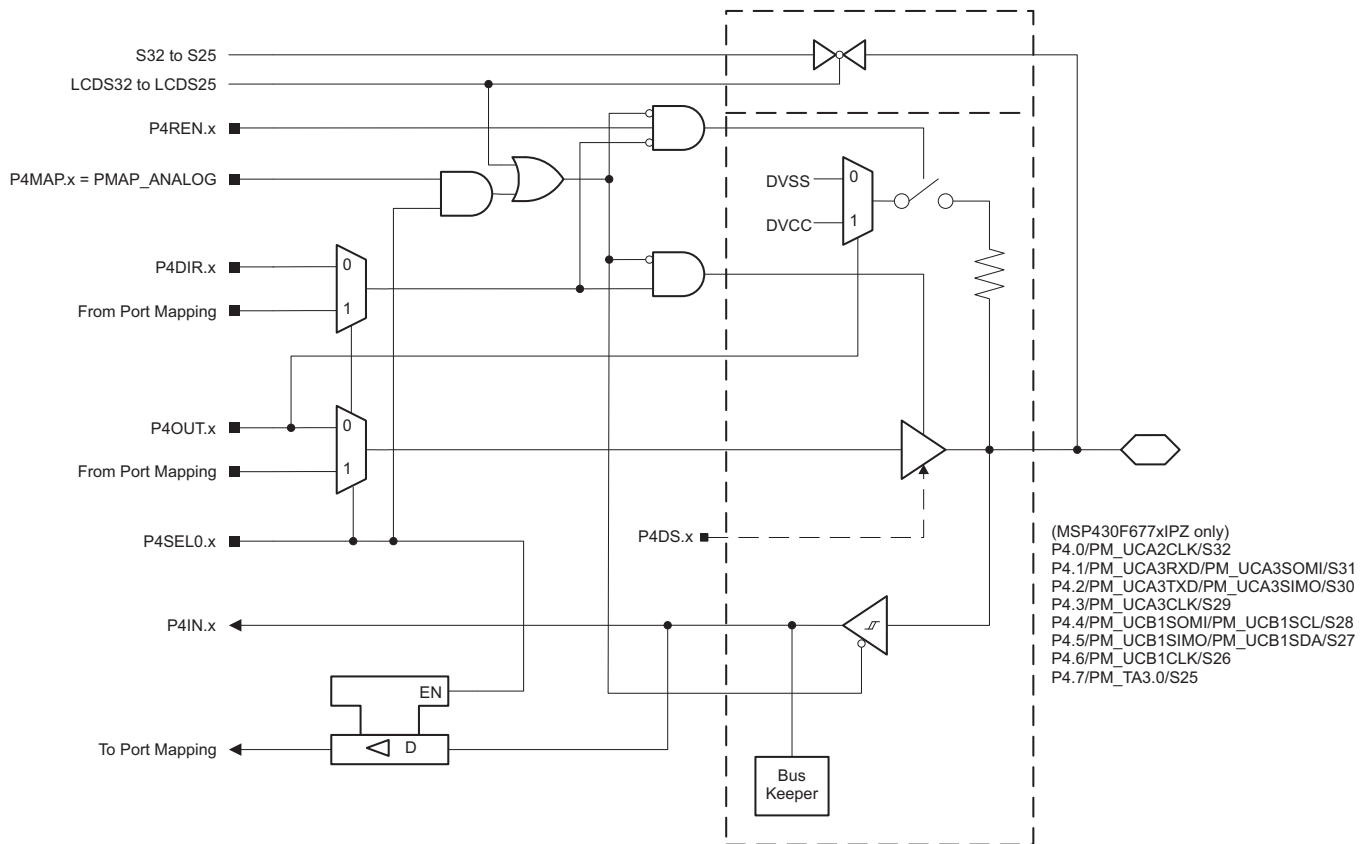 S32 to S25
LCDS32 to LCDS25
P4REN.x
P4MAP.x = PMAP_ANALOG
DVSS
0
DVCC
1
P4DIR.x
0
From Port Mapping
1
P4OUT.x
0
From Port Mapping
1
P4SEL0.x
P4DS.x
(MSP430F677xIPZ only)
P4.0/PM_UCA2CLK/S32
P4.1/PM_UCA3RXD/PM_UCA3SOMI/S31
P4.2/PM_UCA3TXD/PM_UCA3SIMO/S30
P4.3/PM_UCA3CLK/S29
P4.4/PM_UCB1SOMI/PM_UCB1SCL/S28
P4.5/PM_UCB1SIMO/PM_UCB1SDA/S27
P4.6/PM_UCB1CLK/S26
P4.7/PM_TA3.0/S25
P4IN.x
EN
To Port Mapping
D
Bus
Keeper